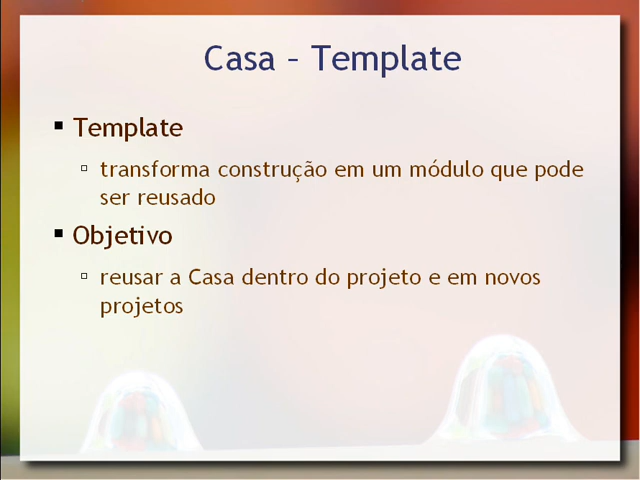 Casa – Template
Template
transforma construção em um módulo que pode
ser reusado
Objetivo
reusar a Casa dentro do projeto e em novos
projetos